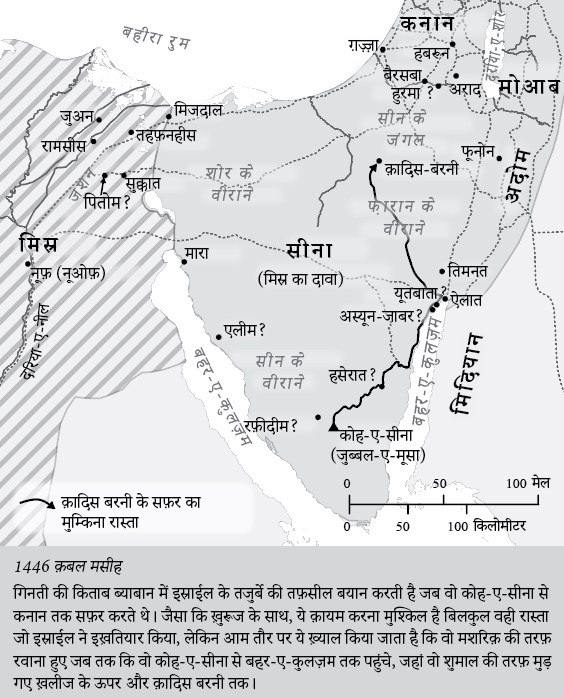 बहीरा रुम
कनान
ग़ज़्ज़ा
हबरून
दरिया-ए-शोर
बैरसबा
हुरमा ?
अराद
मोआब
जुअन
मिजदाल
रामसीस
तहफ़नहीस
सीन के
जंगल
फ़ूनोन
क़ादिस-बरनी
अदोम
जशन
सुक्कात
पितोम ?
शोर के
वीराने
फ़ारान के
वीराने
मिस्र
नूफ़ (नूओफ़)
मारा
सीना
(मिस्र का दावा)
तिमनत
यूतबाता ?
ऐलात
अस्यून-जाबर ?
दरिया-ए-नील
एलीम ?
सीन के
वीराने
बहर-ए-कुलज़म
बहर-ए-कुलज़म
मिदियान
हसेरात ?
रफ़ीदीम ?
कोह-ए-सीना
(जुब्बल-ए-मूसा)
0 50 100 मेल
0 50 100 किलोमीटर
क़ादिस बरनी के सफ़र का
मुम्किना रास्ता
1446 क़बल मसीह
गिनती की किताब ब्याबान में इस्राईल के तजुर्बे की तफ़सील बयान करती है जब वो कोह-ए-सीना से
कनान तक सफ़र करते थे। जैसा कि ख़ुरूज के साथ, ये क़ायम करना मुश्किल है बिलकुल वही रास्ता
जो इस्राईल ने इख़तियार किया, लेकिन आम तौर पर ये ख़्याल किया जाता है कि वो मशरिक़ की तरफ़
रवाना हुए जब तक कि वो कोह-ए-सीना से बहर-ए-कुलज़म तक पहुंचे, जहां वो शुमाल की तरफ़ मुड़
गए ख़लीज के ऊपर और क़ादिस बरनी तक।